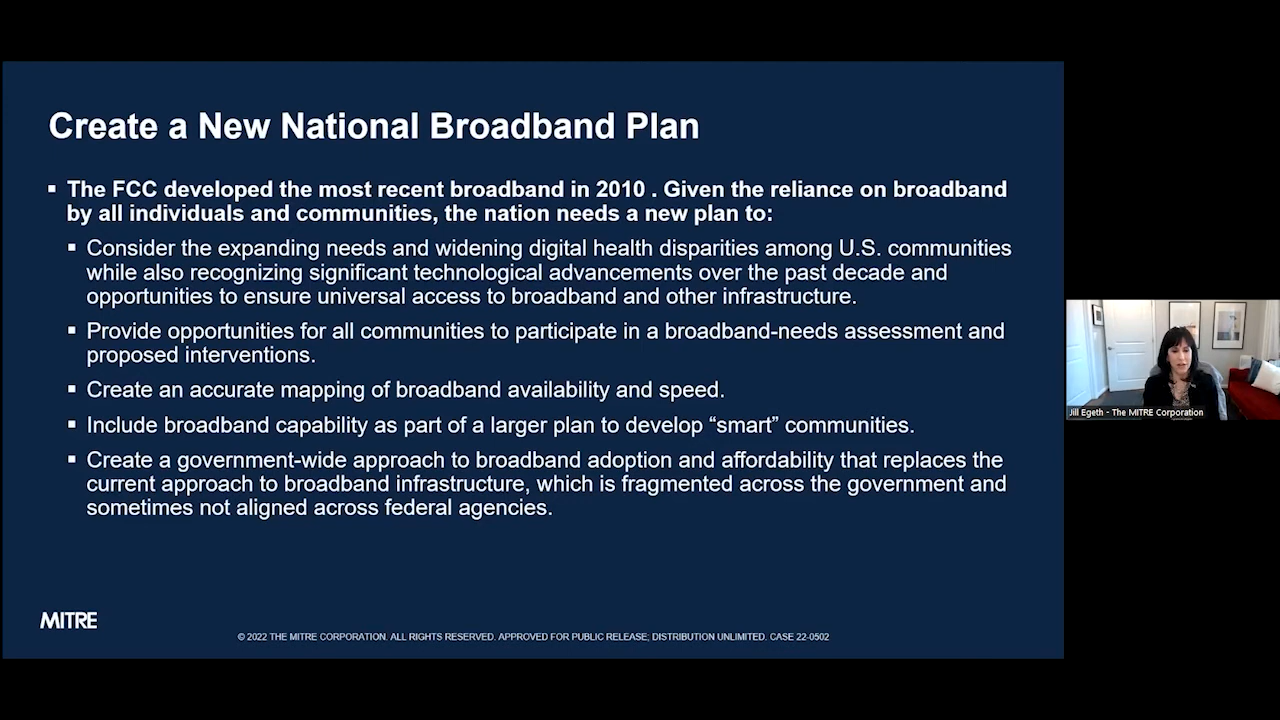 Create a New National Broadband Plan
▪ The FCC developed the most recent broadband in 2010 . Given the reliance on broadband
by all individuals and communities, the nation needs a new plan to:
▪ Consider the expanding needs and widening digital health disparities among U.S. communities
while also recognizing significant technological advancements over the past decade and
opportunities to ensure universal access to broadband and other infrastructure.
▪ Provide opportunities for all communities to participate in a broadband-needs assessment and
proposed interventions.
▪ Create an accurate mapping of broadband availability and speed.
▪ Include broadband capability as part of a larger plan to develop “smart” communities.
▪ Create a government-wide approach to broadband adoption and affordability that replaces the
current approach to broadband infrastructure, which is fragmented across the government and
sometimes not aligned across federal agencies.
MITRE
© 2022 THE MITRE CORPORATION. ALL RIGHTS RESERVED. APPROVED FOR PUBLIC RELEASE; DISTRIBUTION UNLIMITED. CASE 22-0502
Jill Egeth - The MITRE Corporation